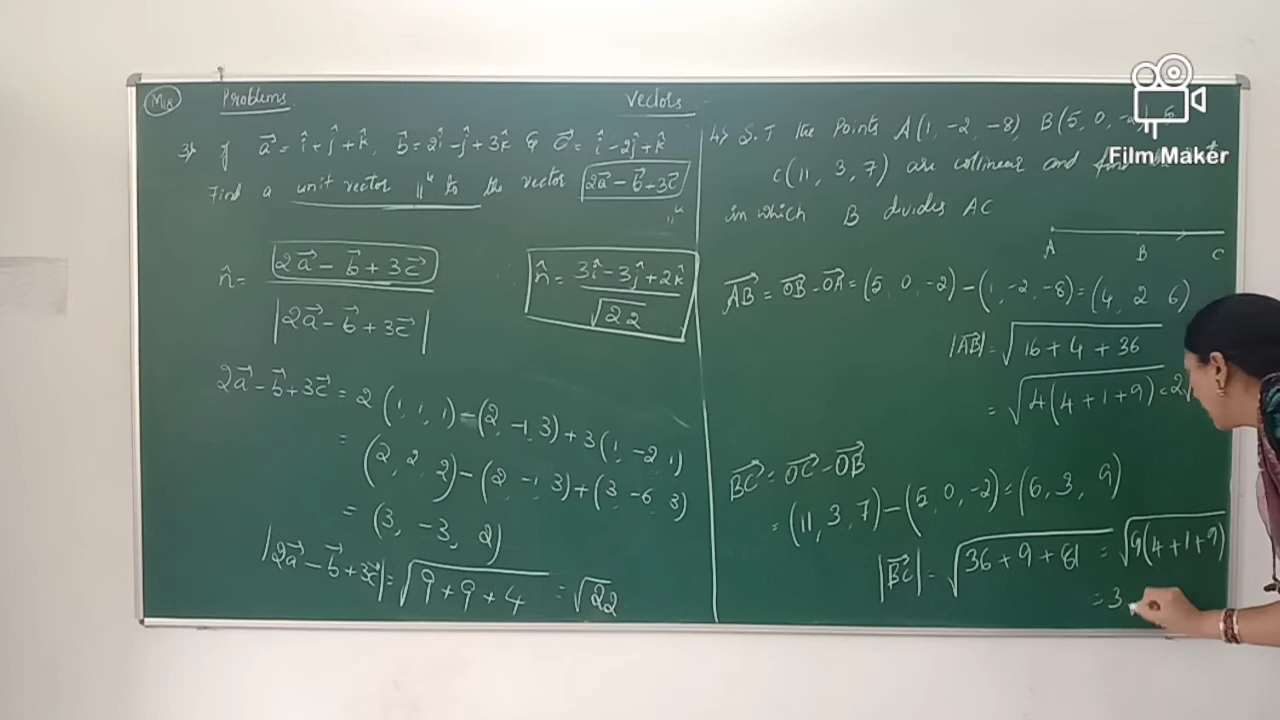 M18 Problems Vectors
3) If a⃗ = î + ĵ + k̂, b⃗ = 2î - ĵ + 3k̂ & c⃗ = î - 2ĵ + k̂
Find a unit vector ||ˡ to the vector 2a⃗ - b⃗ + 3c⃗
n̂ = 2a⃗ - b⃗ + 3c⃗ / |2a⃗ - b⃗ + 3c⃗|
n̂ = 3î - 3ĵ + 2k̂ / √22
2a⃗ - b⃗ + 3c⃗ = 2(1, 1, 1) - (2, -1, 3) + 3(1, -2, 1)
= (2, 2, 2) - (2, -1, 3) + (3, -6, 3)
= (3, -3, 2)
|2a⃗ - b⃗ + 3c⃗| = √9 + 9 + 4 = √22
4) S.T the Points A(1, -2, -8) B(5, 0, -2)
C(11, 3, 7) are collinear and
in which B divides AC
A B C
AB⃗ = OB⃗ - OA⃗ = (5, 0, -2) - (1, -2, -8) = (4, 2 6)
|AB⃗| = √16 + 4 + 36
= √4(4 + 1 + 9) = 2√
BC⃗ = OC⃗ - OB⃗
= (11, 3, 7) - (5, 0, -2) = (6, 3, 9)
|BC⃗| = √36 + 9 + 81 = √9(4 + 1 + 9)
= 3
Film Maker